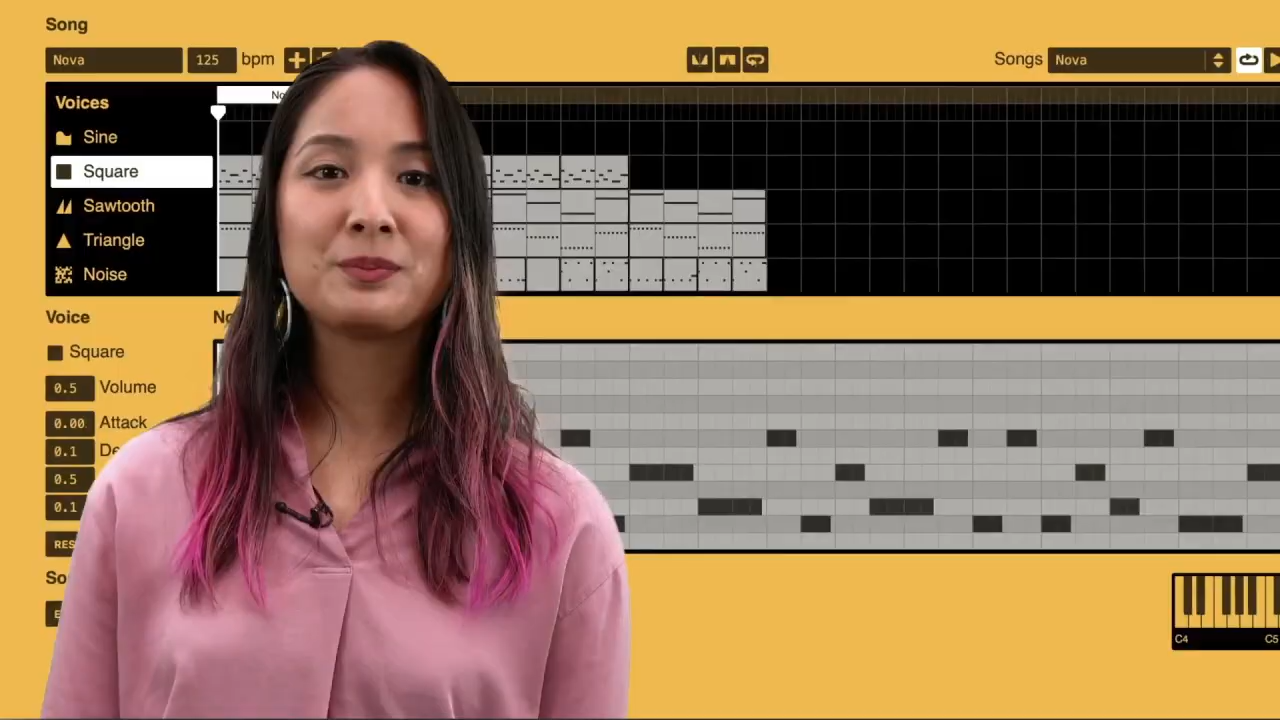 Song
Nova 125 bpm
Songs Nova
Voices
Sine
Square
Sawtooth
Triangle
Noise
Voice
Square
0.5 Volume
0.00 Attack
0.1
0.5
0.1
C4 C5